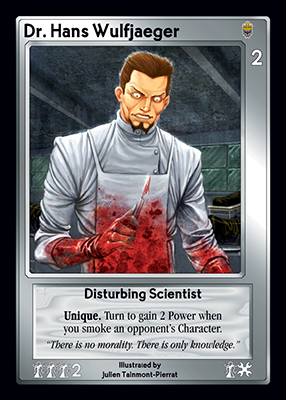 Dr. Hans Wulfjaeger
2
Disturbing Scientist
Unique. Turn to gain 2 Power when
you smoke an opponent's Character.
"There is no morality. There is only knowledge."
Illustrated by
Julien Tainmont-Pierrat
2